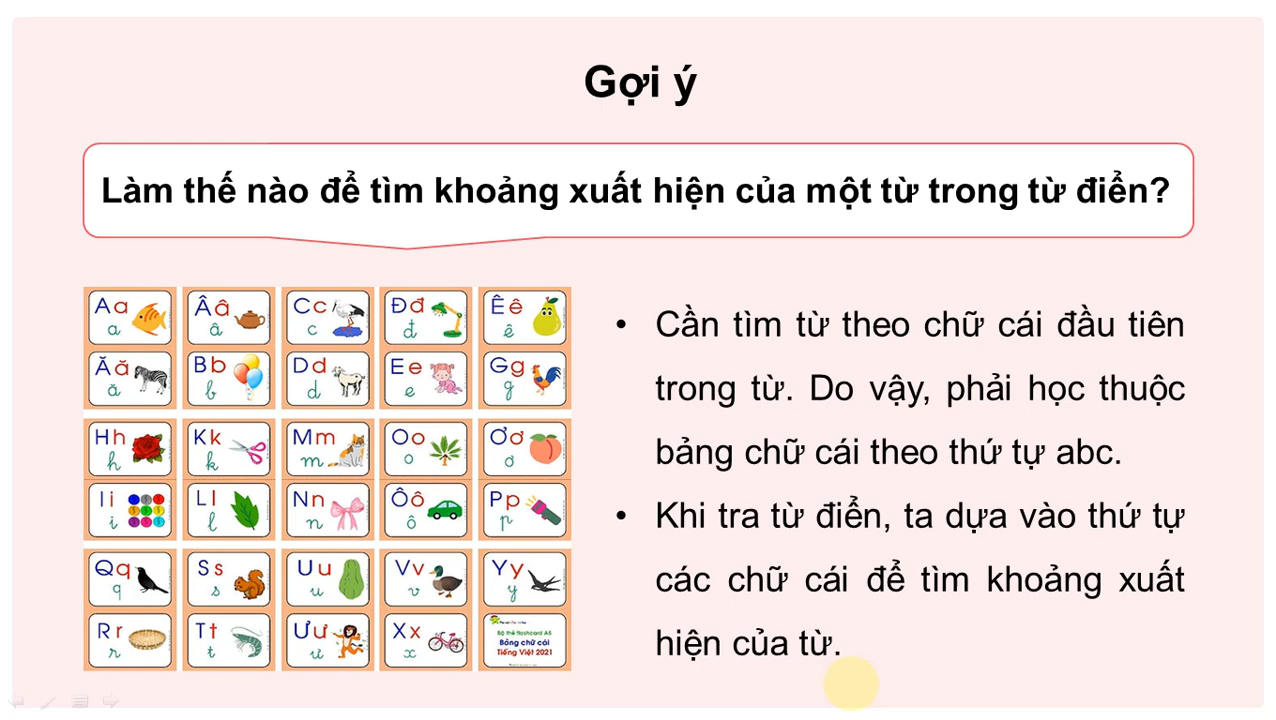 Gợi ý
Làm thế nào để tìm khoảng xuất hiện của một từ trong từ điển?
Aa a
Ââ â
Cc c
Đđ đ
Êê ê
Ăă ă
Bb b
Dd d
Ee e
Gg g
Hh h
Kk k
Mm m
Oo o
Ơơ ơ
Ii i
Ll l
Nn n
Ôô ô
Pp p
Qq q
Ss s
Uu u
Vv v
Yy y
Rr r
Tt t
Ưư ư
Xx x
Bộ thẻ flashcard A5
Bảng chữ cái
Tiếng Việt 2021
Cần tìm từ theo chữ cái đầu tiên
trong từ. Do vậy, phải học thuộc
bảng chữ cái theo thứ tự abc.
Khi tra từ điển, ta dựa vào thứ tự
các chữ cái để tìm khoảng xuất
hiện của từ.